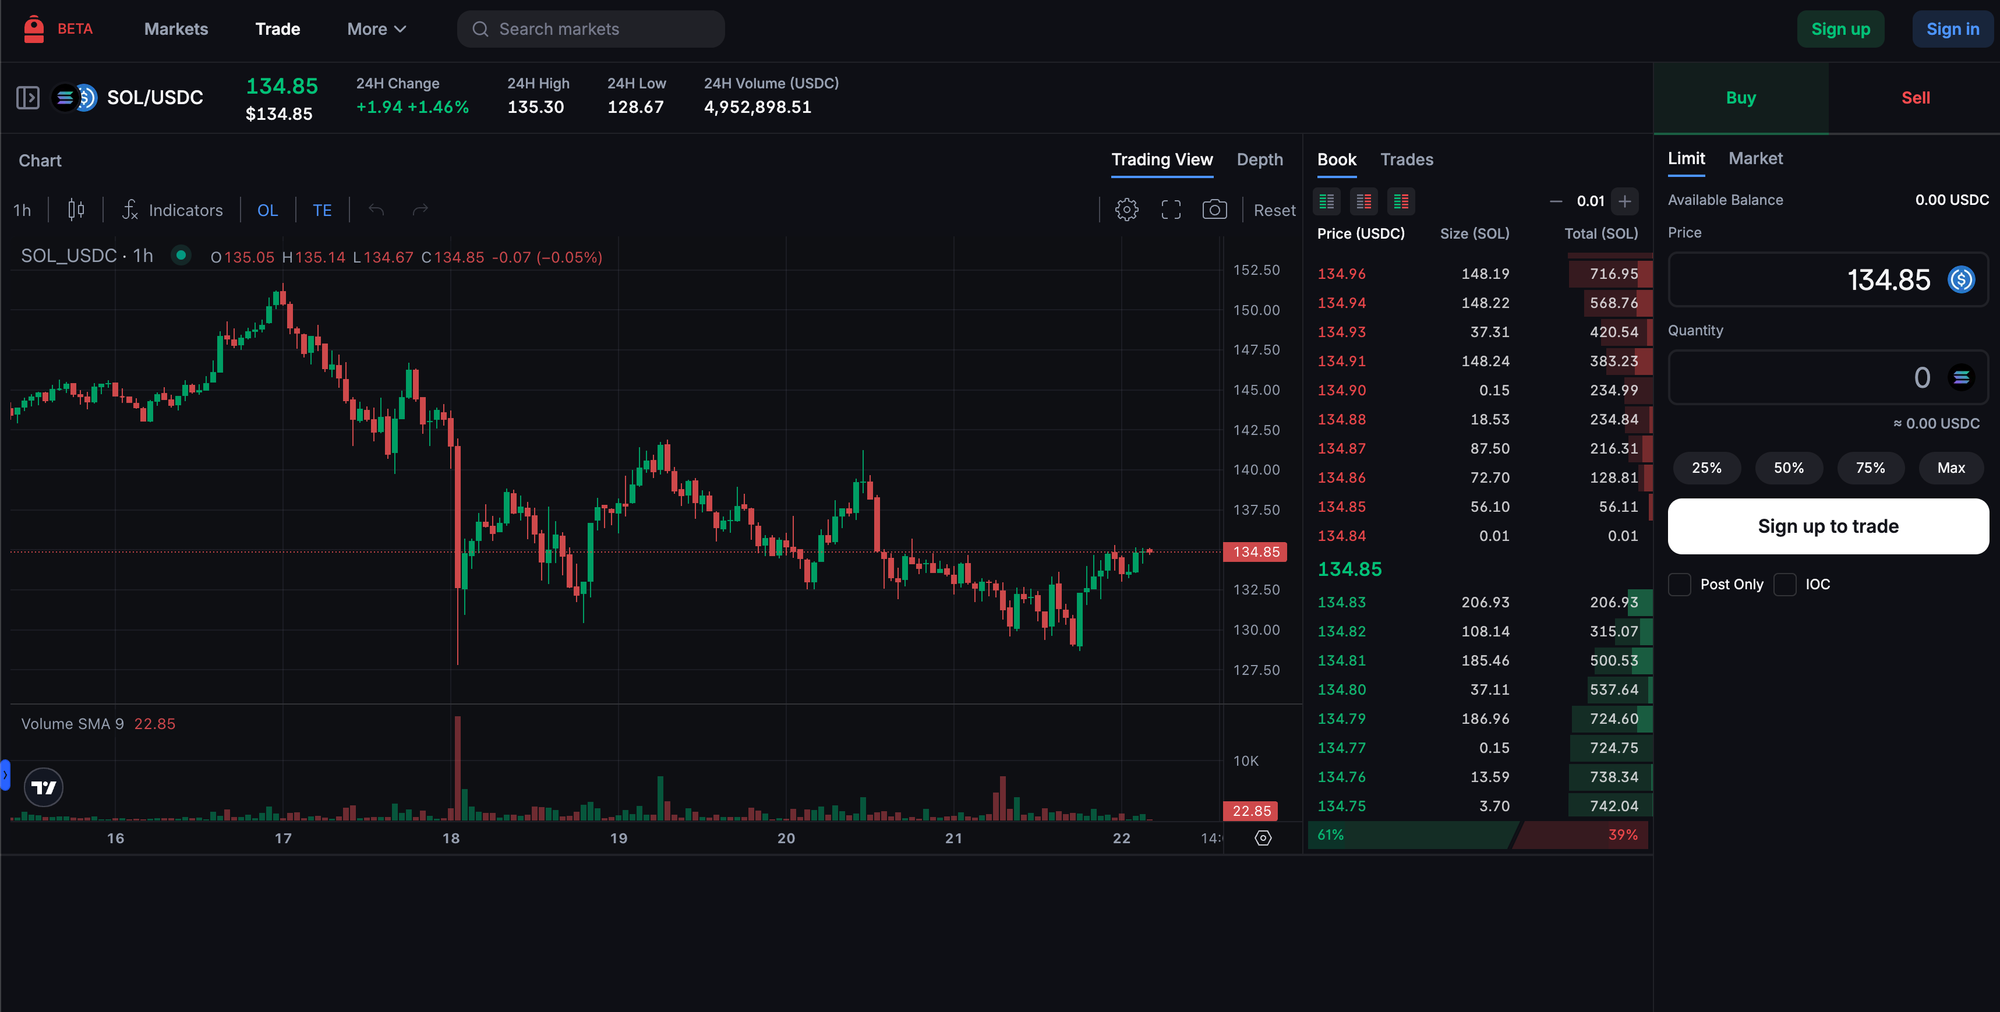 BETA
Markets
Trade
More
Search markets
Sign up
Sign in
SOL/USDC
134.85
$134.85
24H Change
+1.94 +1.46%
24H High
135.30
24H Low
128.67
24H Volume (USDC)
4,952,898.51
Buy
Sell
Chart
Trading View
Depth
1h
Indicators
OL
TE
Reset
SOL_USDC · 1h
O135.05 H135.14 L134.67 C134.85 -0.07 (−0.05%)
152.50
150.00
147.50
145.00
142.50
140.00
137.50
134.85
132.50
130.00
127.50
Volume SMA 9 22.85
10K
22.85
16 17 18 19 20 21 22
Book
Trades
0.01
Price (USDC) Size (SOL) Total (SOL)
134.96 148.19 716.95
134.94 148.22 568.76
134.93 37.31 420.54
134.91 148.24 383.23
134.90 0.15 234.99
134.88 18.53 234.84
134.87 87.50 216.31
134.86 72.70 128.81
134.85 56.10 56.11
134.84 0.01 0.01
134.85
134.83 206.93 206.93
134.82 108.14 315.07
134.81 185.46 500.53
134.80 37.11 537.64
134.79 186.96 724.60
134.77 0.15 724.75
134.76 13.59 738.34
134.75 3.70 742.04
61% 39%
Limit
Market
Available Balance 0.00 USDC
Price
134.85
Quantity
0
≈ 0.00 USDC
25% 50% 75% Max
Sign up to trade
Post Only
IOC